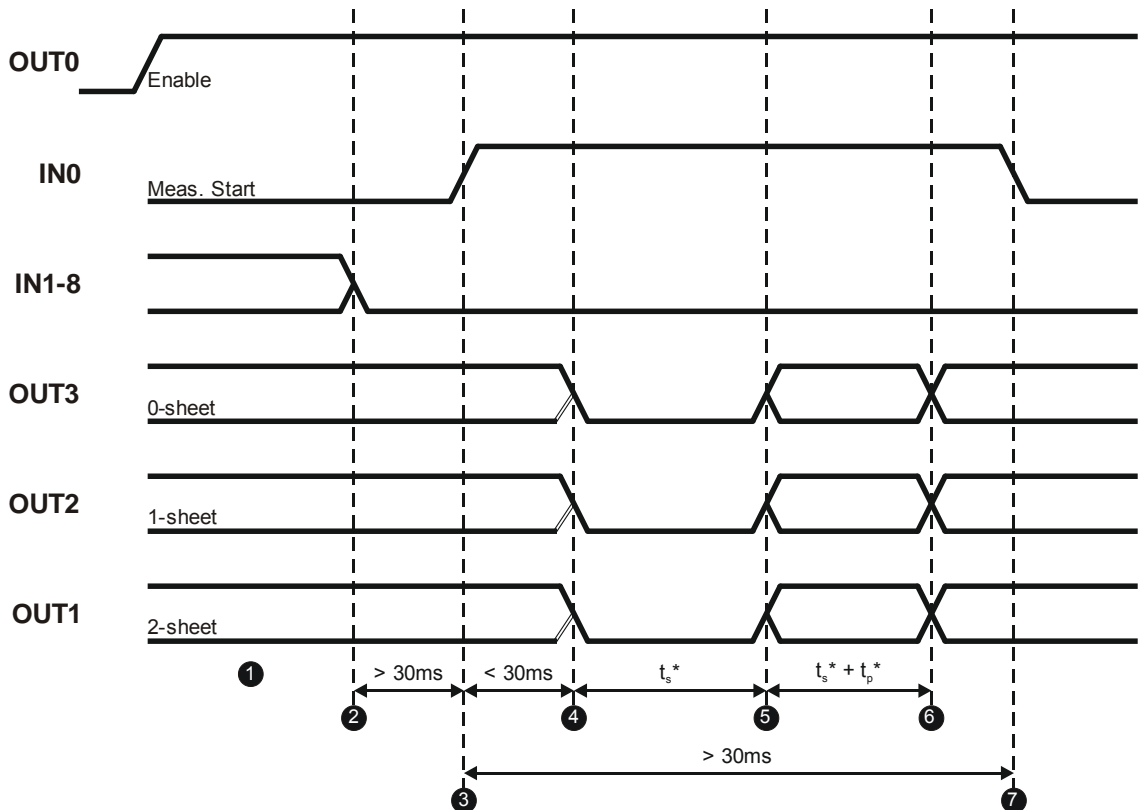 OUT0
Enable
IN0
Meas. Start
IN1-8
OUT3
0-sheet
OUT2
1-sheet
OUT1
2-sheet
1
> 30ms
< 30ms
tₛ*
tₛ* + tₚ*
2
4
5
6
> 30ms
3
7